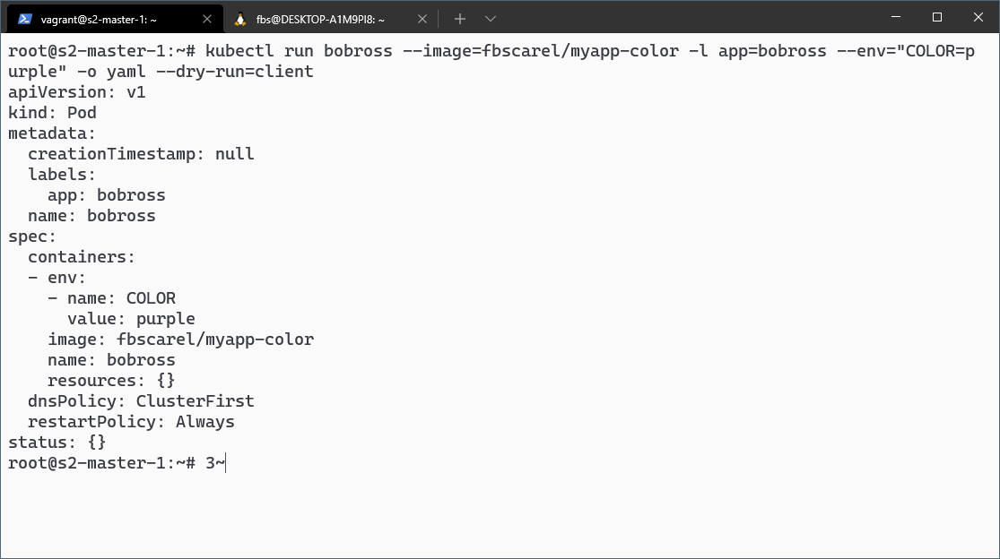 vagrant@s2-master-1: ~
fbs@DESKTOP-A1M9PI8: ~
root@s2-master-1:~# kubectl run bobross --image=fbscarel/myapp-color -l app=bobross --env="COLOR=p
urple" -o yaml --dry-run=client
apiVersion: v1
kind: Pod
metadata:
  creationTimestamp: null
  labels:
    app: bobross
  name: bobross
spec:
  containers:
  - env:
    - name: COLOR
      value: purple
    image: fbscarel/myapp-color
    name: bobross
    resources: {}
  dnsPolicy: ClusterFirst
  restartPolicy: Always
status: {}
root@s2-master-1:~# 3~